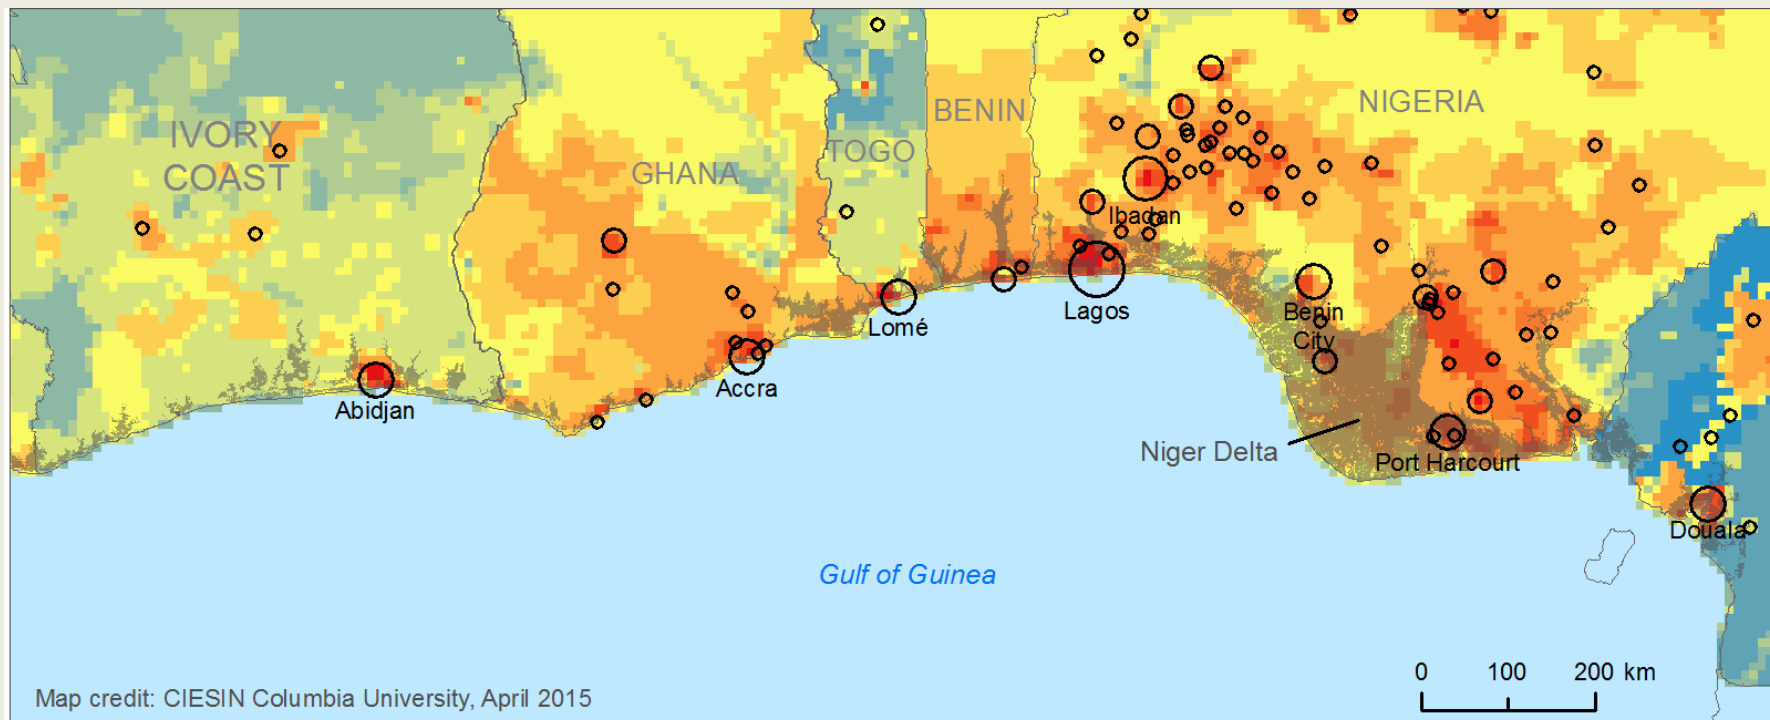 IVORY
COAST
GHANA
TOGO
BENIN
NIGERIA
Ibadan
Lagos
Lomé
Accra
Abidjan
Benin
City
Niger Delta
Port Harcourt
Douala
Gulf of Guinea
0 100 200 km
Map credit: CIESIN Columbia University, April 2015